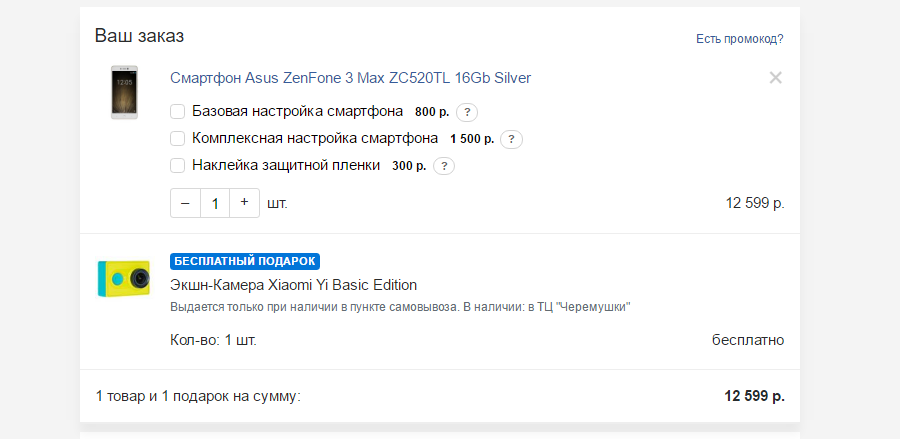 Ваш заказ
Есть промокод?
Смартфон Asus ZenFone 3 Max ZC520TL 16Gb Silver
Базовая настройка смартфона 800 р. ?
Комплексная настройка смартфона 1 500 р. ?
Наклейка защитной пленки 300 р. ?
– 1 + шт. 12 599 р.
БЕСПЛАТНЫЙ ПОДАРОК
Экшн-Камера Xiaomi Yi Basic Edition
Выдается только при наличии в пункте самовывоза. В наличии: в ТЦ "Черемушки"
Кол-во: 1 шт. бесплатно
1 товар и 1 подарок на сумму: 12 599 р.